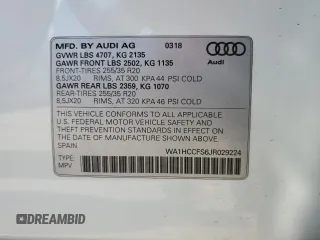 MFD. BY AUDI AG 0318
GVWR LBS 4707, KG 2135
GAWR FRONT LBS 2502, KG 1135
FRONT-TIRES 255/35 R20
8,5JX20 RIMS, AT 300 KPA 44 PSI COLD
GAWR REAR LBS 2359, KG 1070
REAR-TIRES 255/35 R20
8,5JX20 RIMS, AT 320 KPA 46 PSI COLD
THIS VEHICLE CONFORMS TO ALL APPLICABLE
U.S. FEDERAL MOTOR VEHICLE SAFETY AND
THEFT PREVENTION STANDARDS IN EFFECT ON
THE DATE OF MANUFACTURE SHOWN ABOVE.
SPAIN WA1HCCFS6JR029224
TYPE:
MPV
DREAMBID